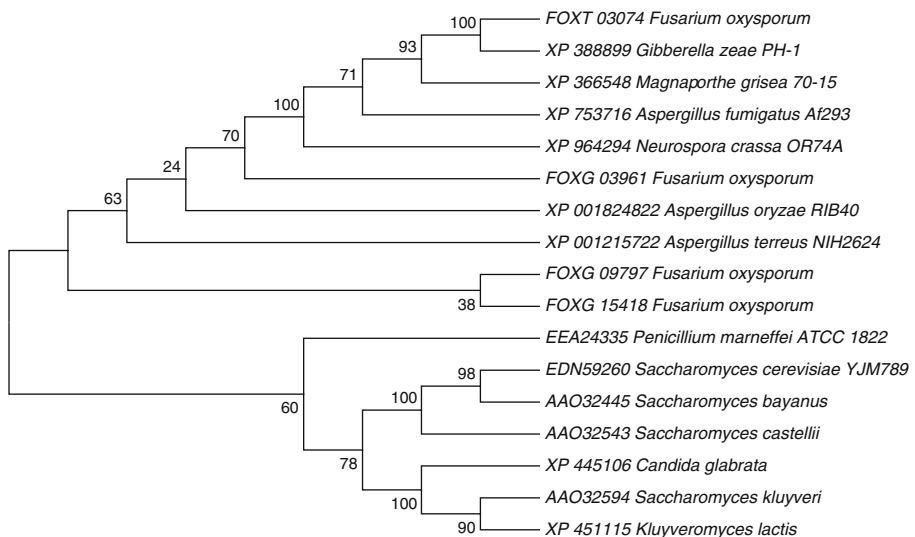 100
FOXT 03074 Fusarium oxysporum
93
XP 388899 Gibberella zeae PH-1
71
XP 366548 Magnaporthe grisea 70-15
100
XP 753716 Aspergillus fumigatus Af293
70
XP 964294 Neurospora crassa OR74A
24
FOXG 03961 Fusarium oxysporum
63
XP 001824822 Aspergillus oryzae RIB40
XP 001215722 Aspergillus terreus NIH2624
FOXG 09797 Fusarium oxysporum
38
FOXG 15418 Fusarium oxysporum
EEA24335 Penicillium marneffei ATCC 1822
98
EDN59260 Saccharomyces cerevisiae YJM789
60
100
AAO32445 Saccharomyces bayanus
AAO32543 Saccharomyces castellii
78
XP 445106 Candida glabrata
100
AAO32594 Saccharomyces kluyveri
90
XP 451115 Kluyveromyces lactis